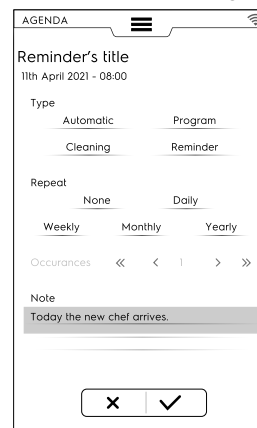 AGENDA
Reminder's title
11th April 2021 - 08:00
Type
Automatic Program
Cleaning Reminder
Repeat
None Daily
Weekly Monthly Yearly
Occurances « < 1 > »
Note
Today the new chef arrives.